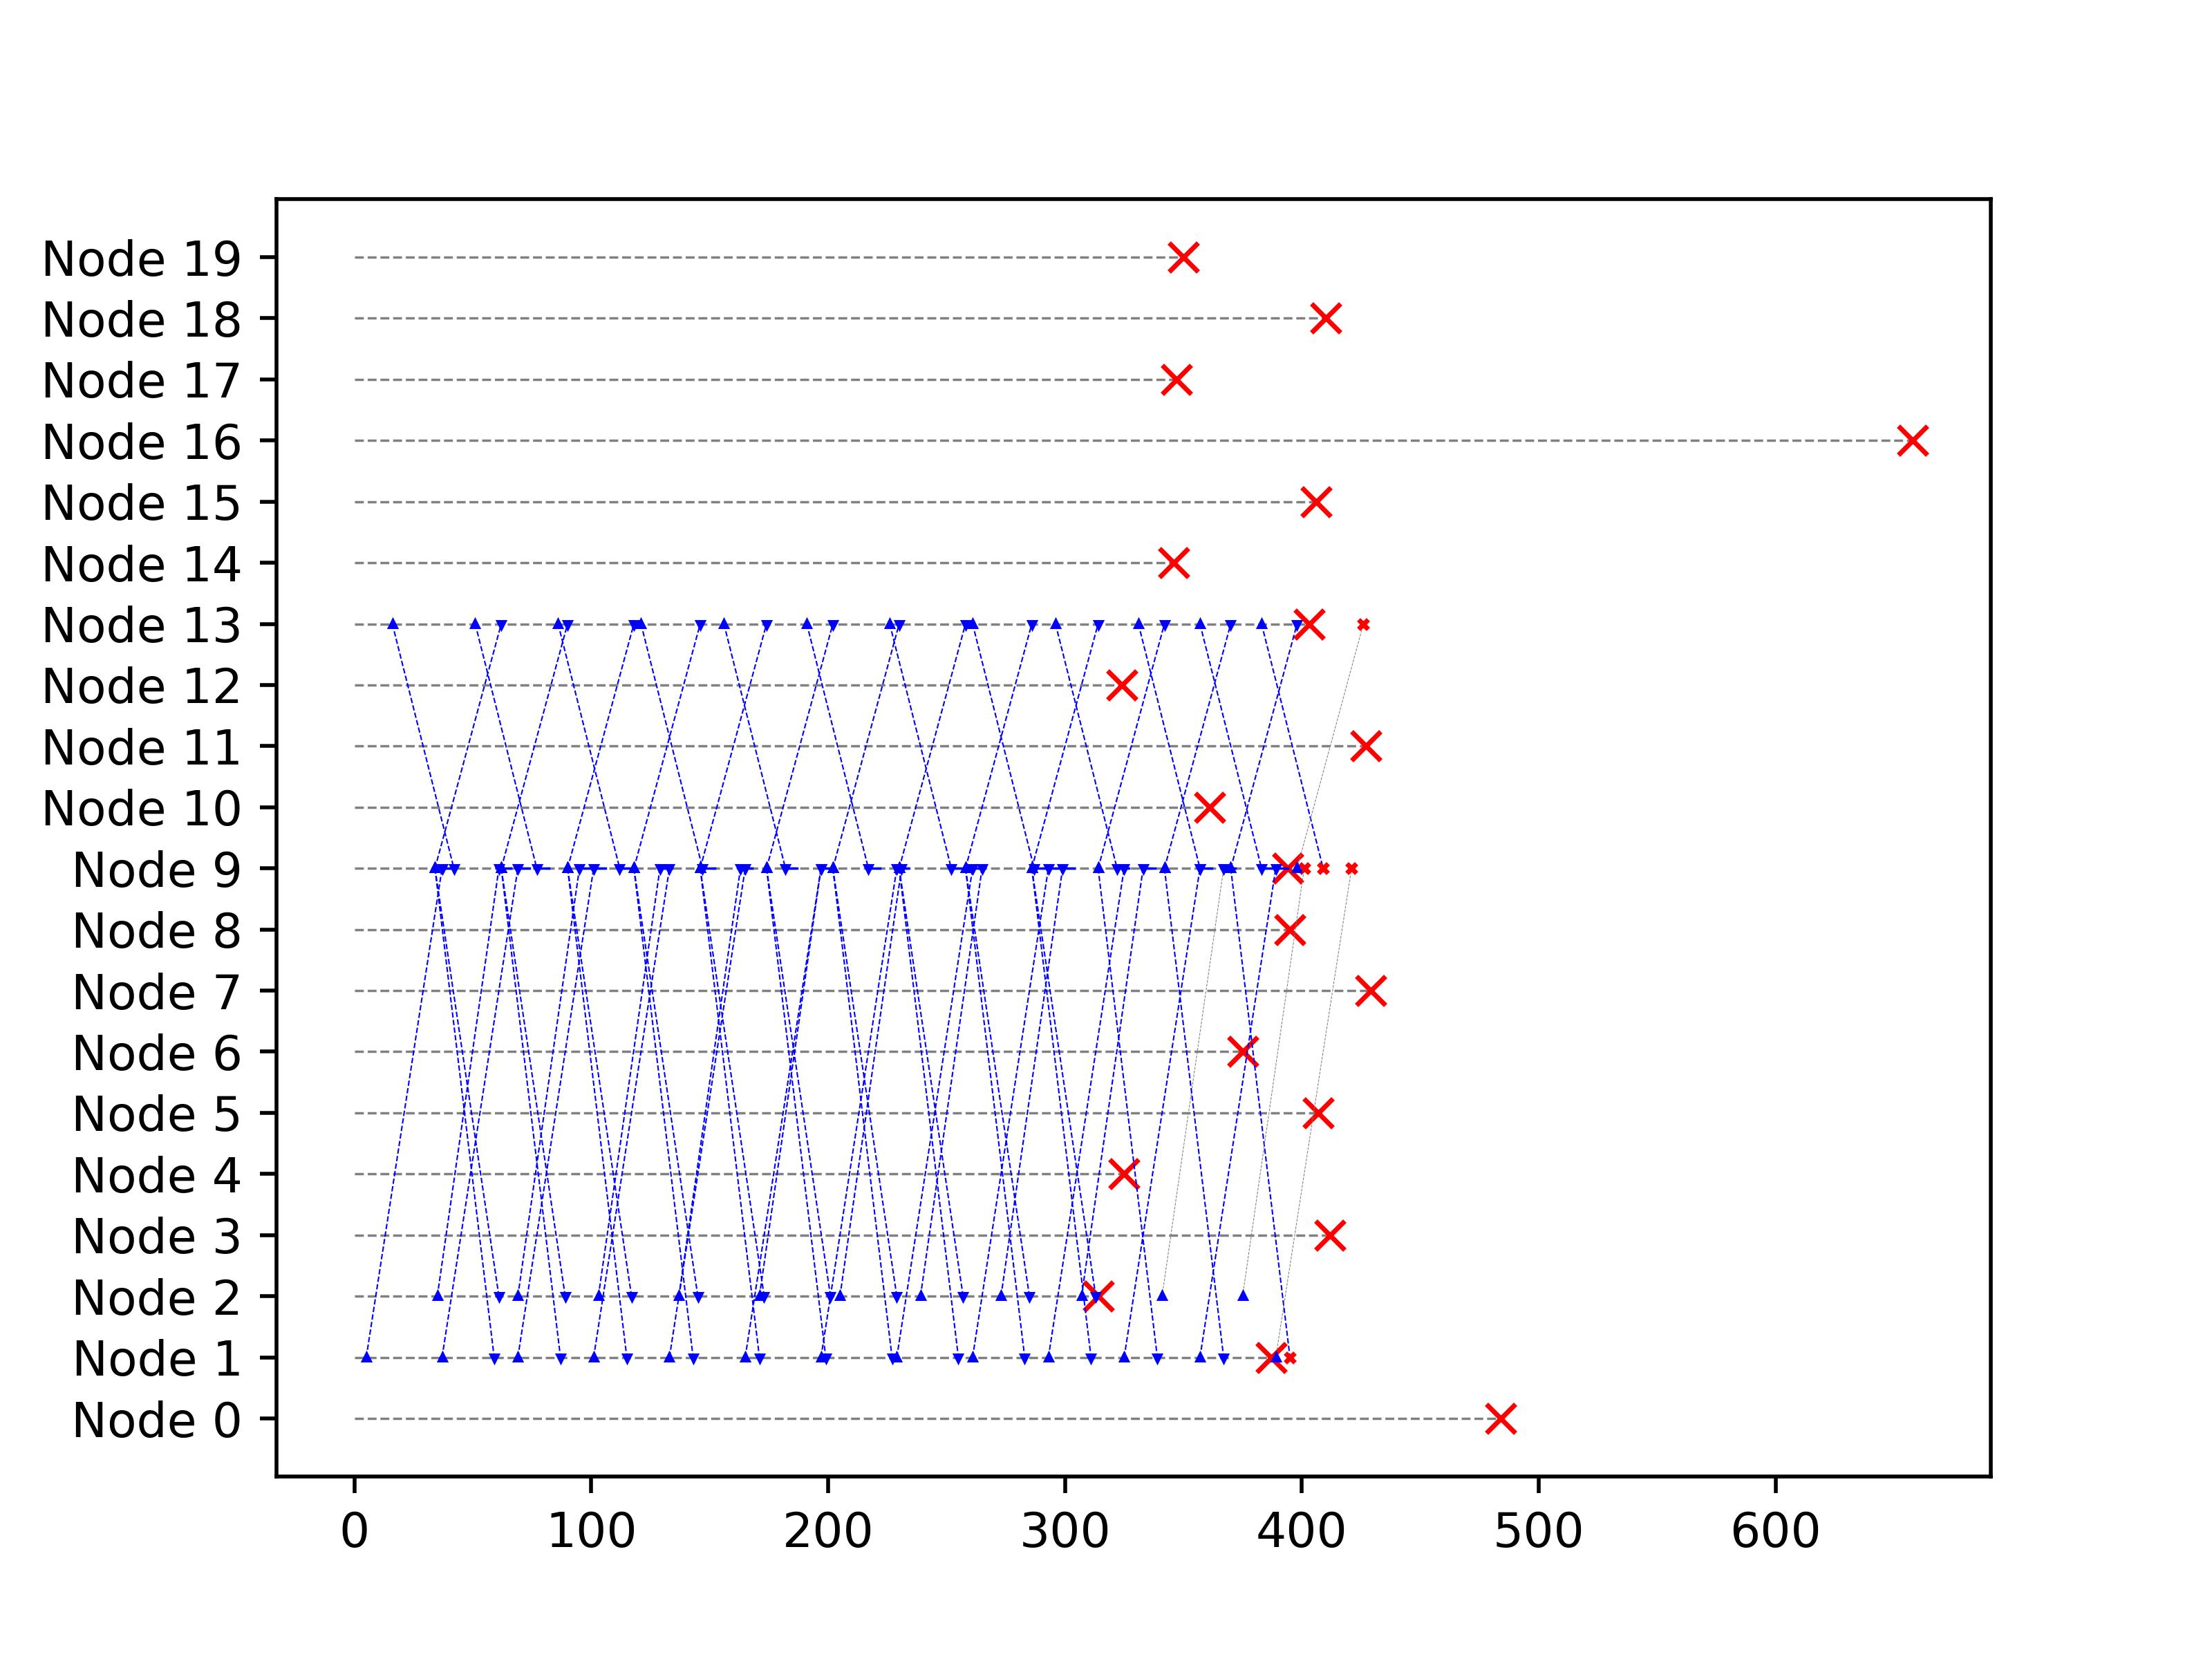 Node 19
Node 18
Node 17
Node 16
Node 15
Node 14
Node 13
Node 12
Node 11
Node 10
Node 9
Node 8
Node 7
Node 6
Node 5
Node 4
Node 3
Node 2
Node 1
Node 0
0 100 200 300 400 500 600